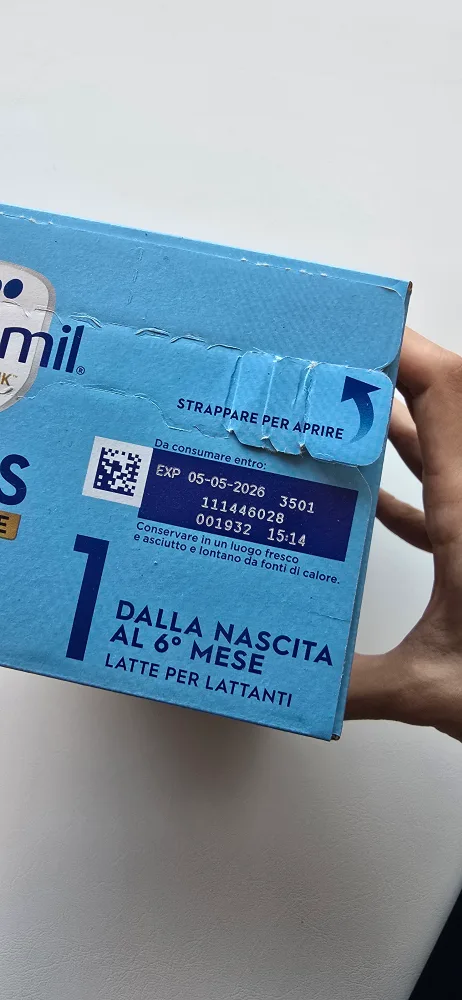 mil®
STRAPPARE PER APRIRE
S
Da consumare entro:
EXP 05-05-2026 3501
111446028
001932 15:14
Conservare in un luogo fresco
e asciutto e lontano da fonti di calore.
1
DALLA NASCITA
AL 6° MESE
LATTE PER LATTANTI